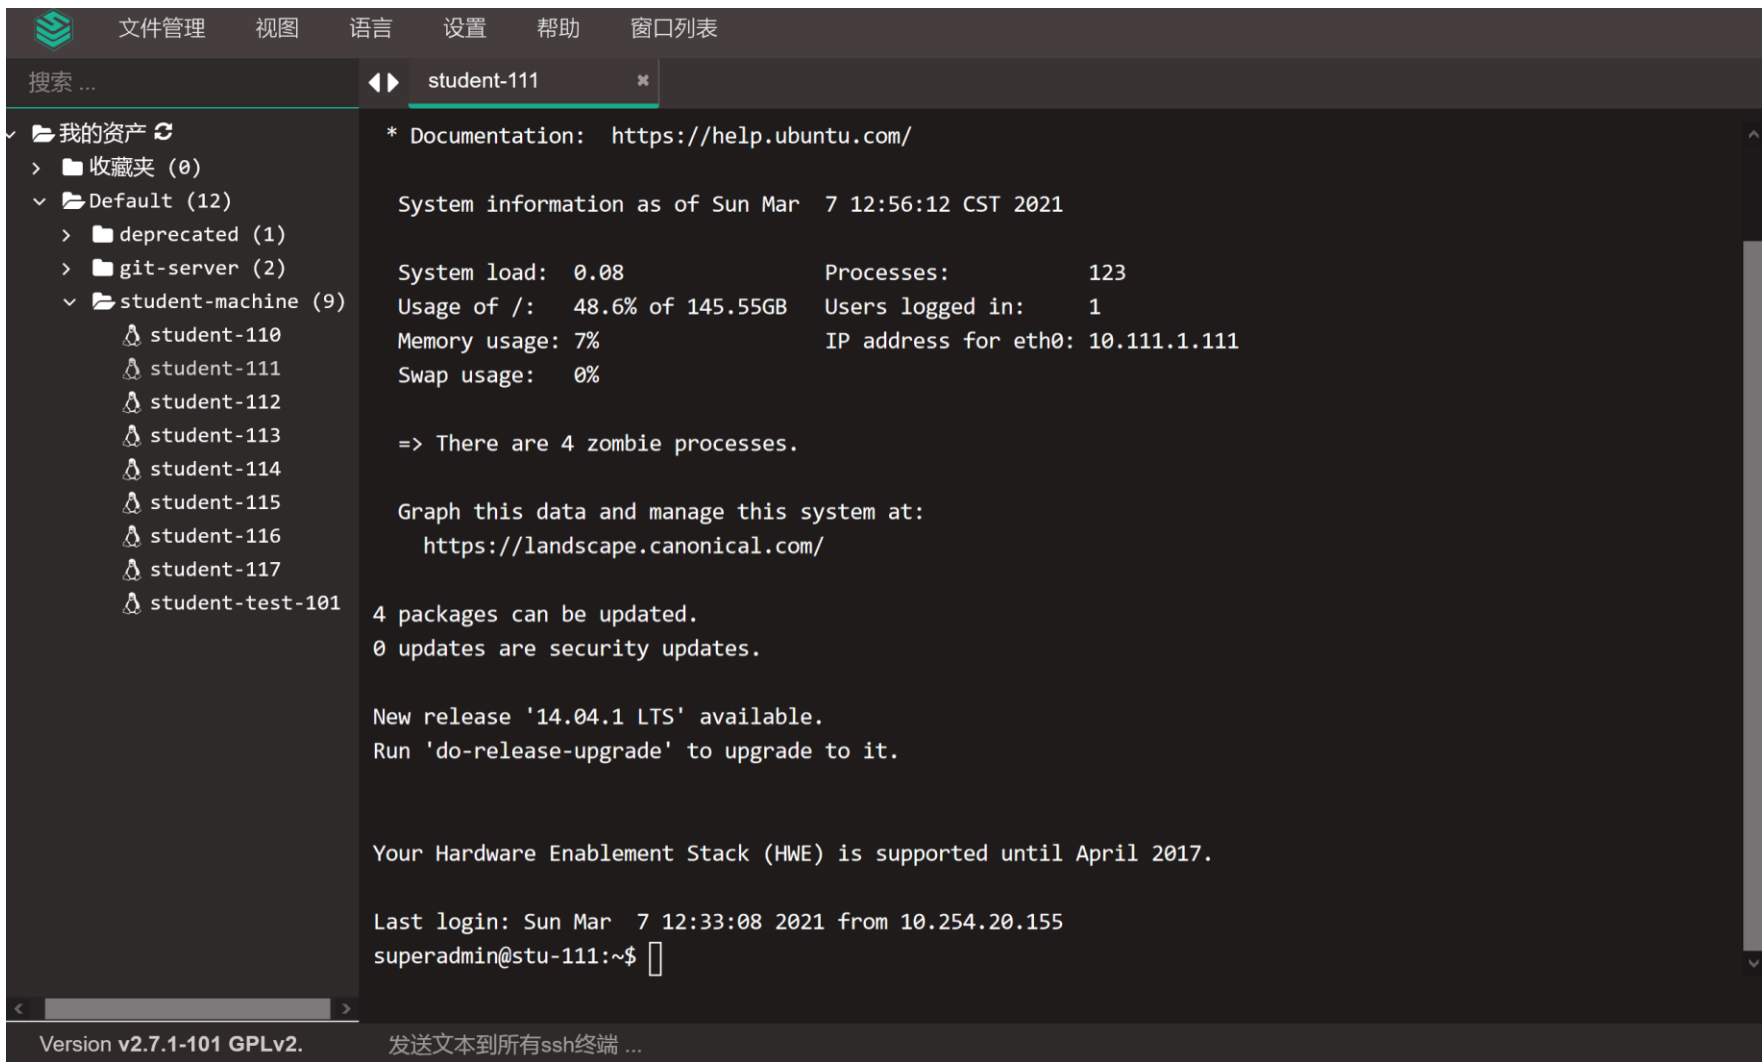 文件管理 视图 语言 设置 帮助 窗口列表
搜索 ...
student-111
我的资产
收藏夹 (0)
Default (12)
deprecated (1)
git-server (2)
student-machine (9)
student-110
student-111
student-112
student-113
student-114
student-115
student-116
student-117
student-test-101
* Documentation: https://help.ubuntu.com/
System information as of Sun Mar 7 12:56:12 CST 2021
System load: 0.08 Processes: 123
Usage of /: 48.6% of 145.55GB Users logged in: 1
Memory usage: 7% IP address for eth0: 10.111.1.111
Swap usage: 0%
=> There are 4 zombie processes.
Graph this data and manage this system at:
https://landscape.canonical.com/
4 packages can be updated.
0 updates are security updates.
New release '14.04.1 LTS' available.
Run 'do-release-upgrade' to upgrade to it.
Your Hardware Enablement Stack (HWE) is supported until April 2017.
Last login: Sun Mar 7 12:33:08 2021 from 10.254.20.155
superadmin@stu-111:~$
Version v2.7.1-101 GPLv2.
发送文本到所有ssh终端 ...